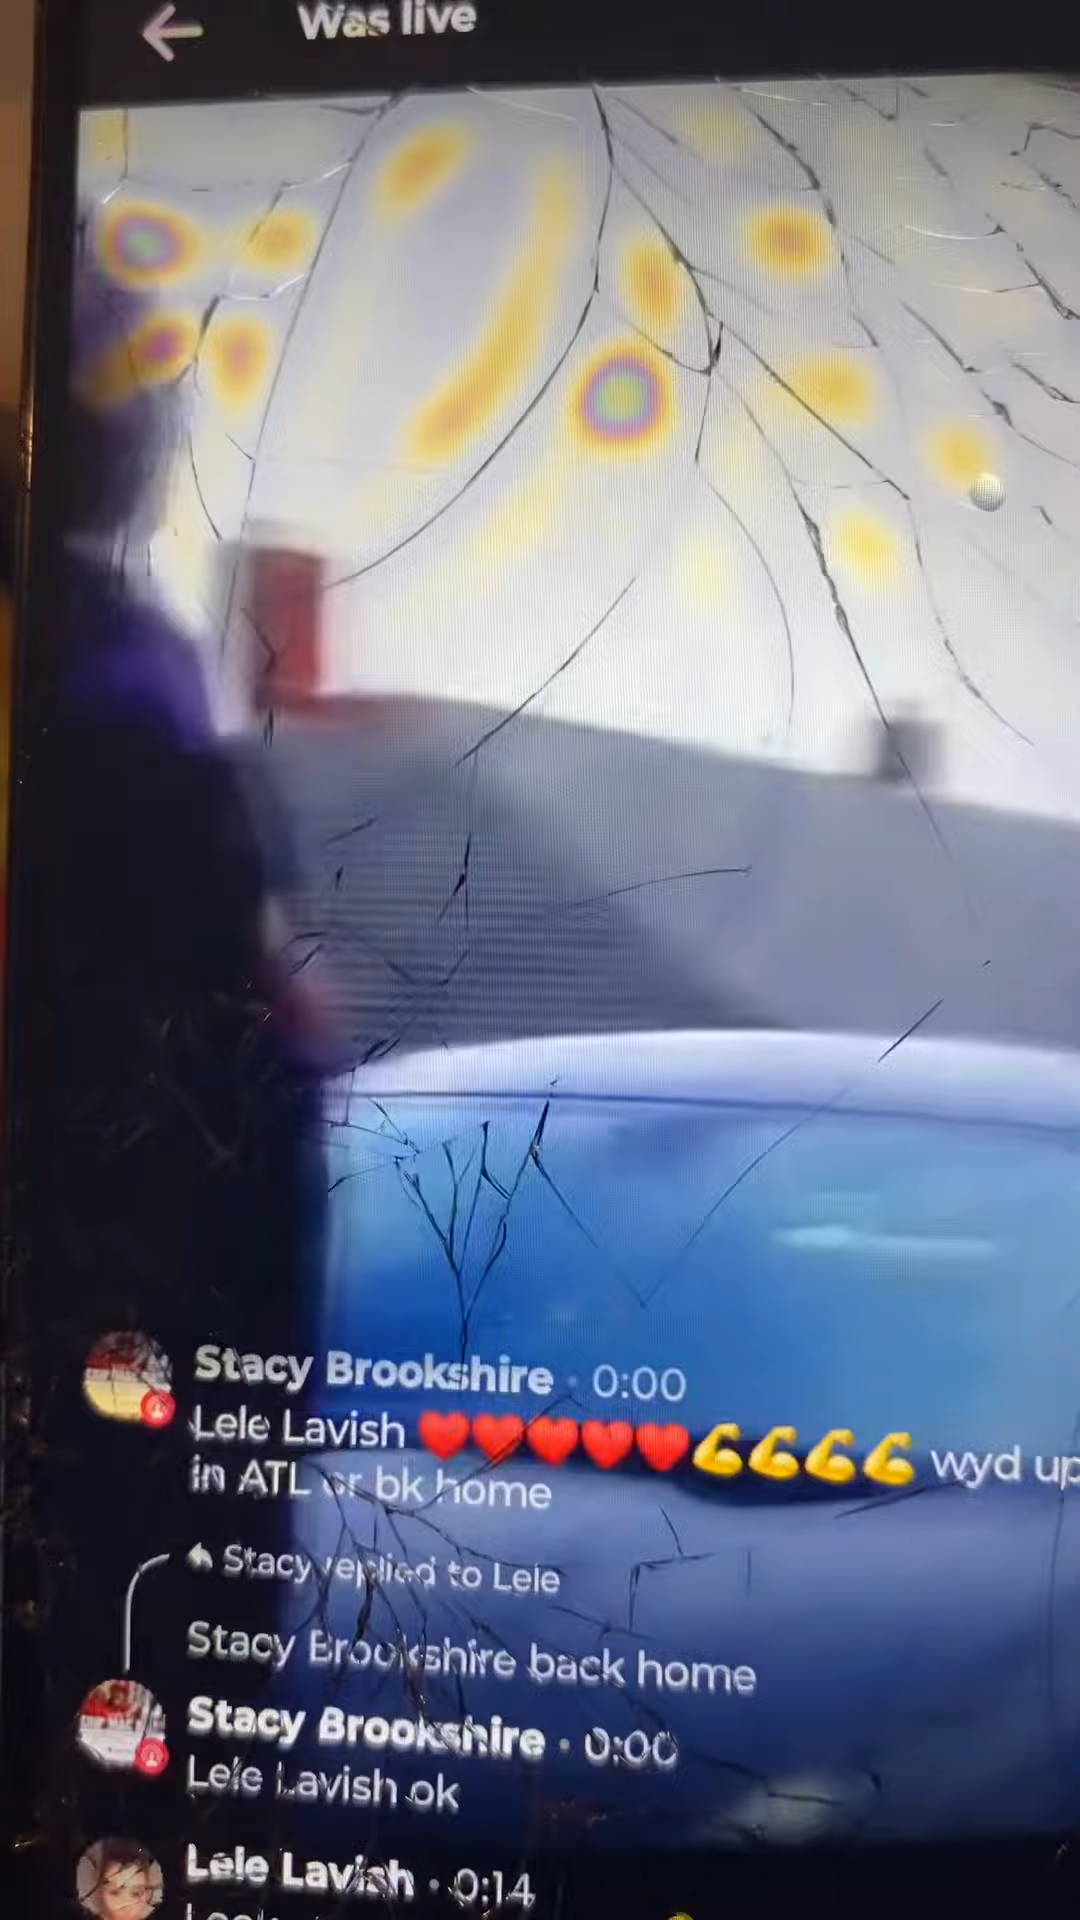 Was live
Stacy Brookshire · 0:00
Lele Lavish ❤️❤️❤️❤️❤️💪💪💪💪 wyd up
in ATL or bk home
Stacy replied to Lele
Stacy Brookshire back home
Stacy Brookshire · 0:00
Lele Lavish ok
Lele Lavish · 0:14